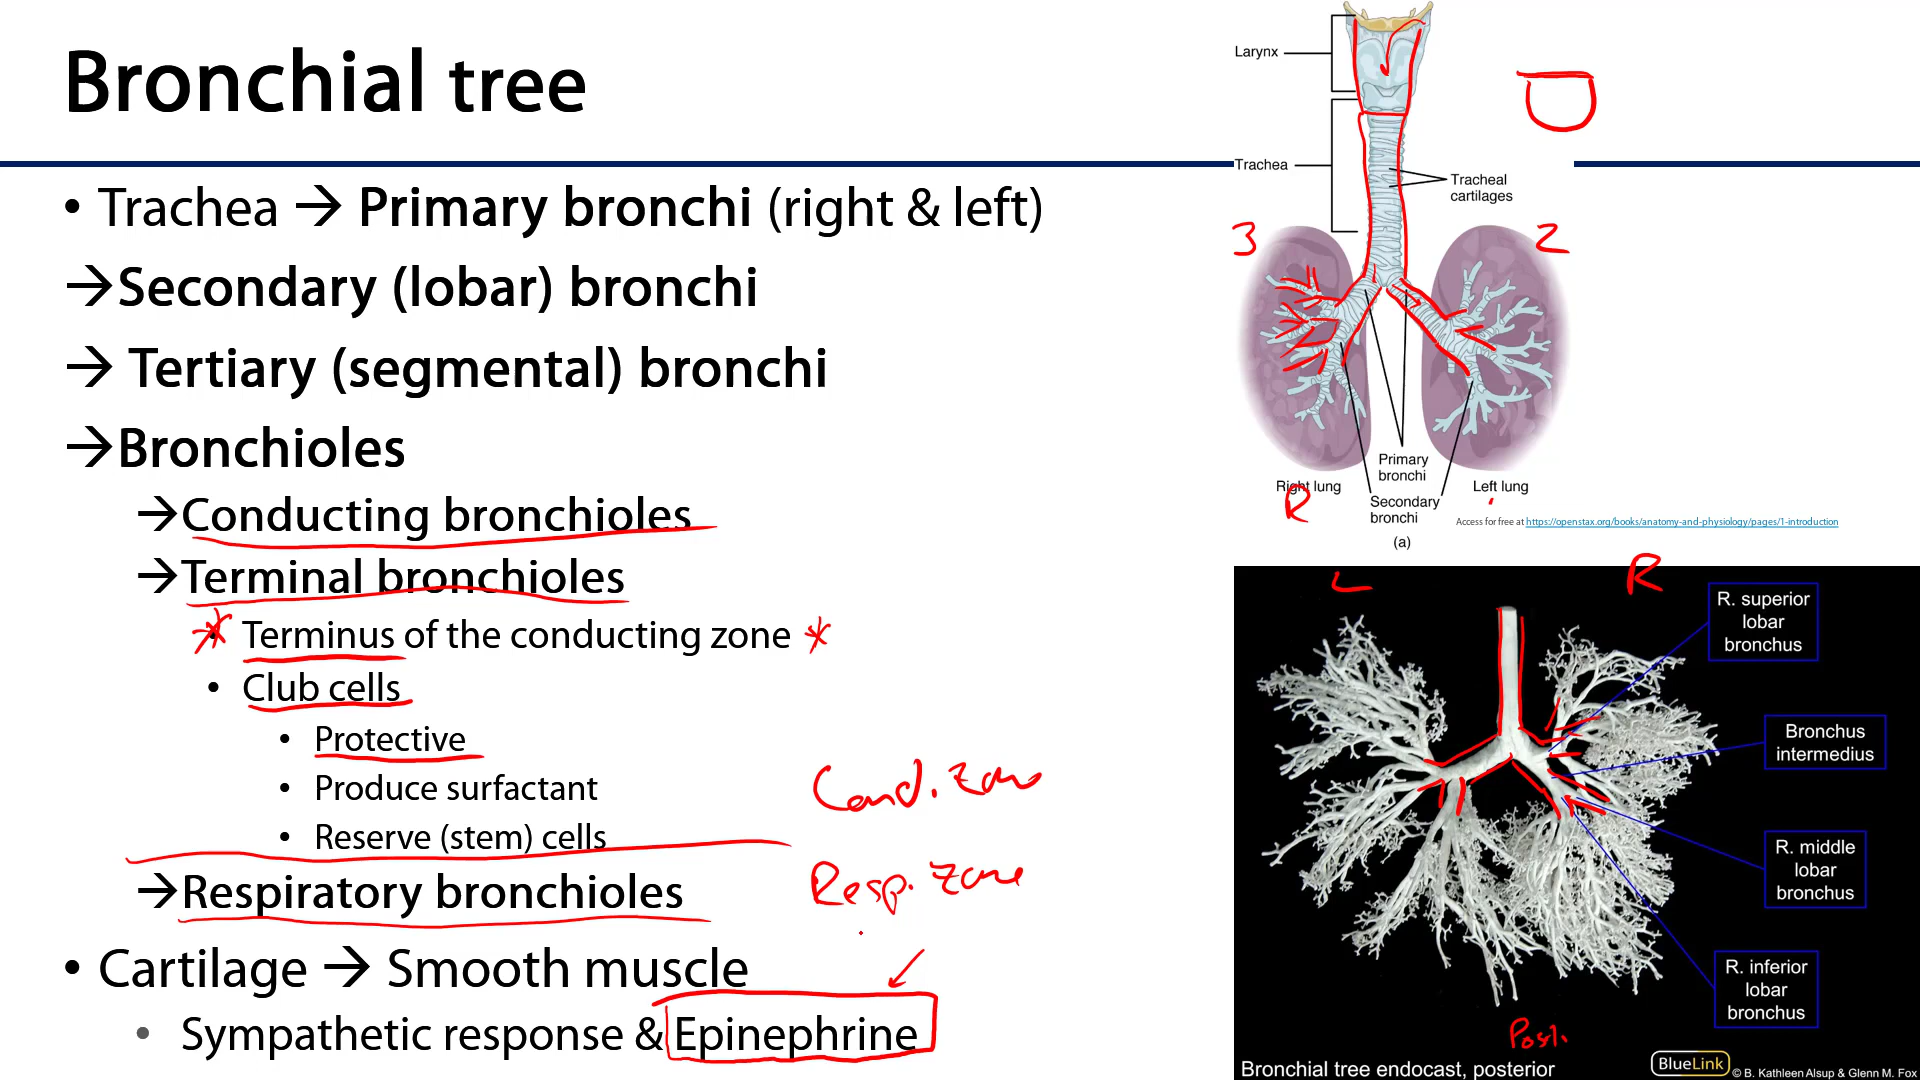 Bronchial tree
• Trachea → Primary bronchi (right & left)
→Secondary (lobar) bronchi
→ Tertiary (segmental) bronchi
→Bronchioles
→Conducting bronchioles
→Terminal bronchioles
• Terminus of the conducting zone *
• Club cells
• Protective
• Produce surfactant
• Reserve (stem) cells
Cond. Zone
→Respiratory bronchioles
Resp. Zone
• Cartilage → Smooth muscle
• Sympathetic response & Epinephrine
Larynx
Trachea
Tracheal
cartilages
3
2
Primary
bronchi
Right lung
Left lung
R
Secondary
bronchi
Access for free at https://openstax.org/books/anatomy-and-physiology/pages/1-introduction
(a)
L
R
R. superior
lobar
bronchus
Bronchus
intermedius
R. middle
lobar
bronchus
R. inferior
lobar
bronchus
Post.
Bronchial tree endocast, posterior
BlueLink
© B. Kathleen Alsup & Glenn M. Fox